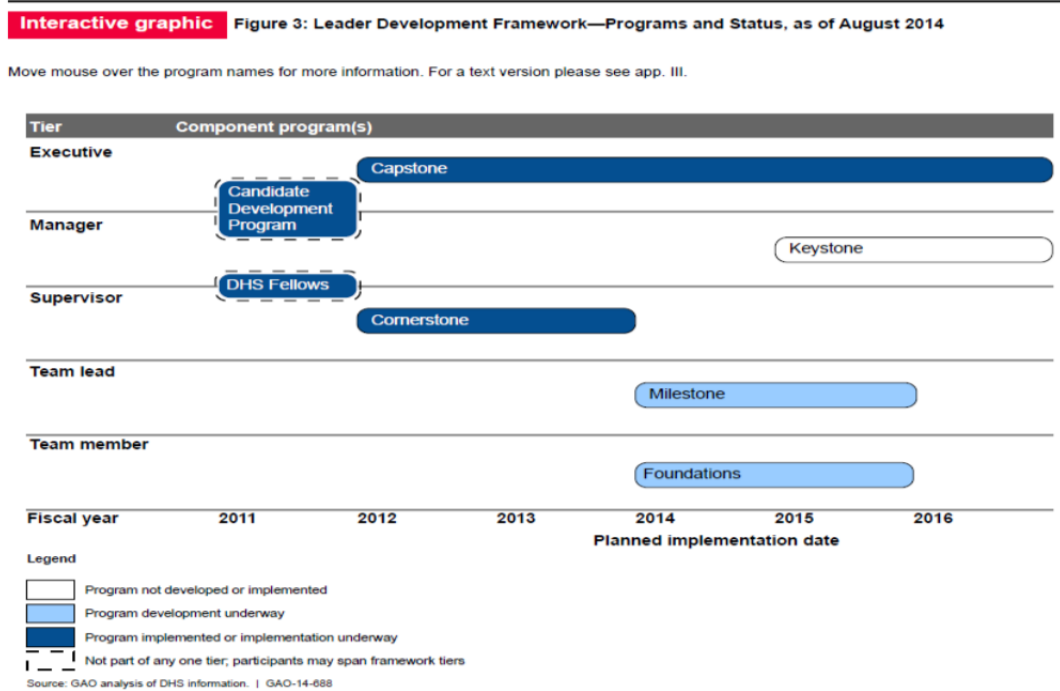 Interactive graphic Figure 3: Leader Development Framework—Programs and Status, as of August 2014
Move mouse over the program names for more information. For a text version please see app. III.
Tier Component program(s)
Executive
Capstone
Candidate
Development
Program
Manager
Keystone
DHS Fellows
Supervisor
Cornerstone
Team lead
Milestone
Team member
Foundations
Fiscal year 2011 2012 2013 2014 2015 2016
Planned implementation date
Legend
Program not developed or implemented
Program development underway
Program implemented or implementation underway
Not part of any one tier; participants may span framework tiers
Source: GAO analysis of DHS information. | GAO-14-688